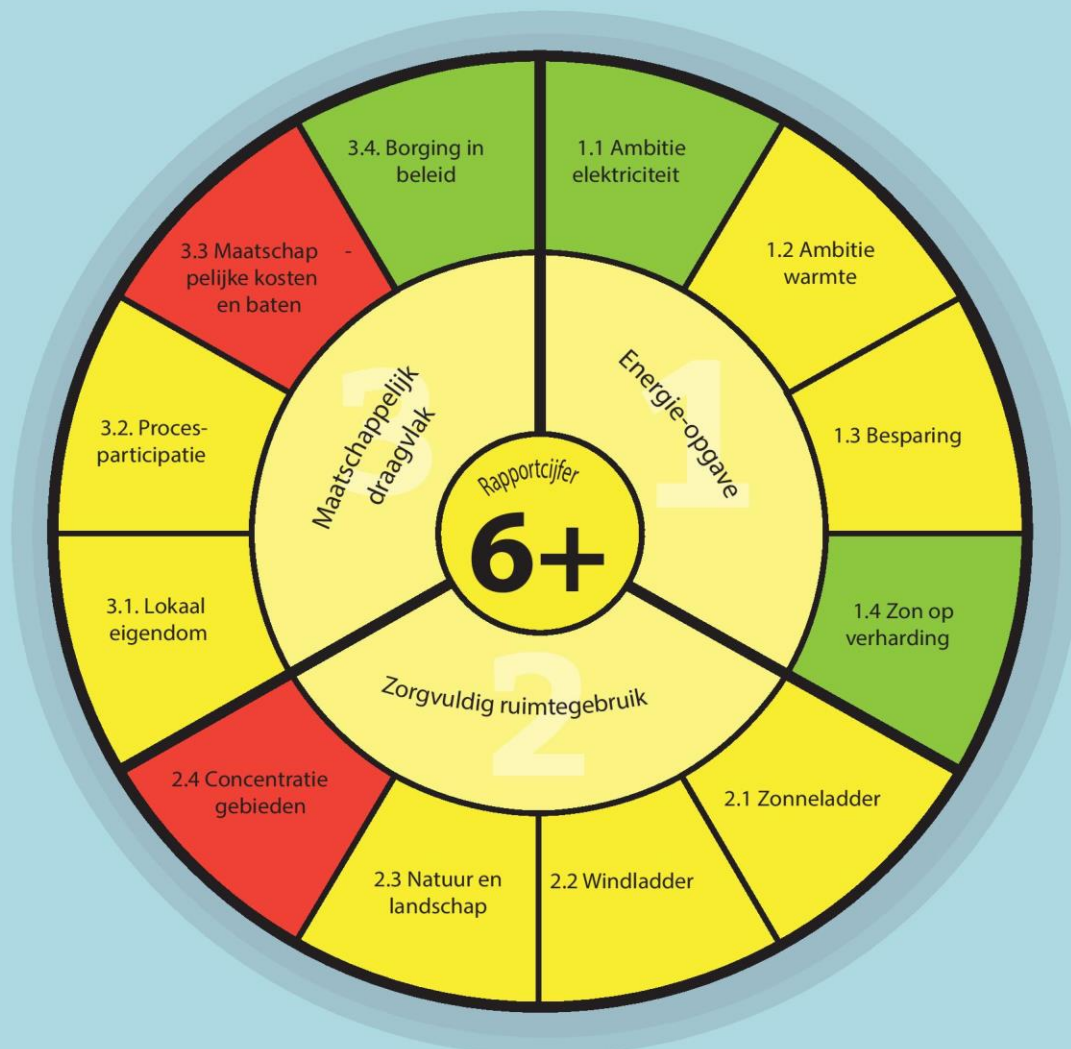 Rapportcijfer
6+
1
Energie-opgave
1.1 Ambitie
elektriciteit
1.2 Ambitie
warmte
1.3 Besparing
1.4 Zon op
verharding
2
Zorgvuldig ruimtegebruik
2.1 Zonneladder
2.2 Windladder
2.3 Natuur en
landschap
2.4 Concentratie
gebieden
3
Maatschappelijk
draagvlak
3.1. Lokaal
eigendom
3.2. Proces-
participatie
3.3 Maatschap -
pelijke kosten
en baten
3.4. Borging in
beleid